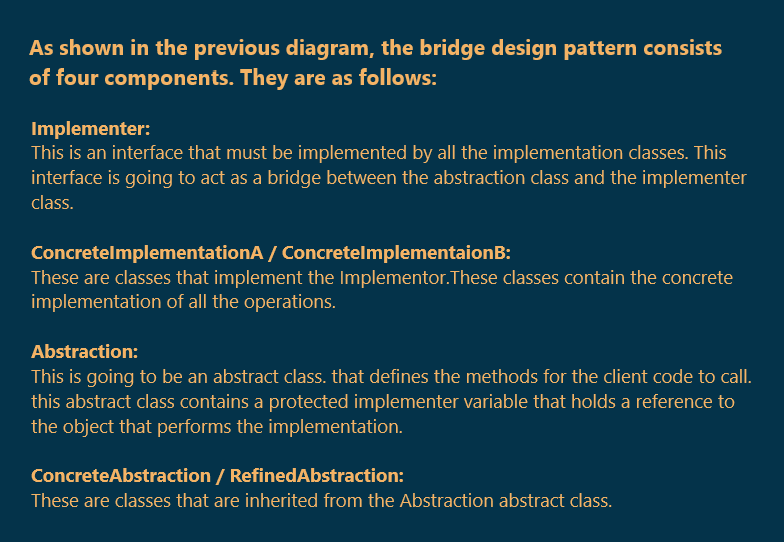 As shown in the previous diagram, the bridge design pattern consists
of four components. They are as follows:
Implementer:
This is an interface that must be implemented by all the implementation classes. This
interface is going to act as a bridge between the abstraction class and the implementer
class.
ConcreteImplementationA / ConcreteImplementaionB:
These are classes that implement the Implementor.These classes contain the concrete
implementation of all the operations.
Abstraction:
This is going to be an abstract class. that defines the methods for the client code to call.
this abstract class contains a protected implementer variable that holds a reference to
the object that performs the implementation.
ConcreteAbstraction / RefinedAbstraction:
These are classes that are inherited from the Abstraction abstract class.